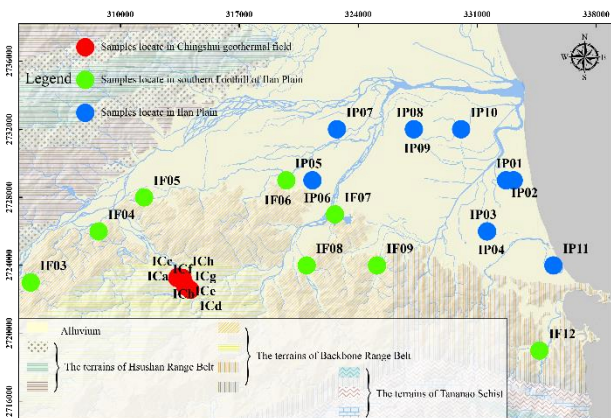 310000 317000 324000 331000 338000
2736000
2732000
2728000
2724000
2720000
2716000
N
W E
S
Legend
Samples locate in Chingshui geothermal field
Samples locate in southern Foothill of Ilan Plain
Samples locate in Ilan Plain
IP07 IP08 IP10
IP09
IP05 IP01
IF06 IP06 IP02
IF05 IF07
IF04 IP03
IP04
ICe ICh IF08 IF09 IP11
IF03 ICa ICf ICg
ICb ICc
ICd
IF12
Alluvium
The terrains of Hsushan Range Belt
The terrains of Backbone Range Belt
The terrains of Tananao Schist